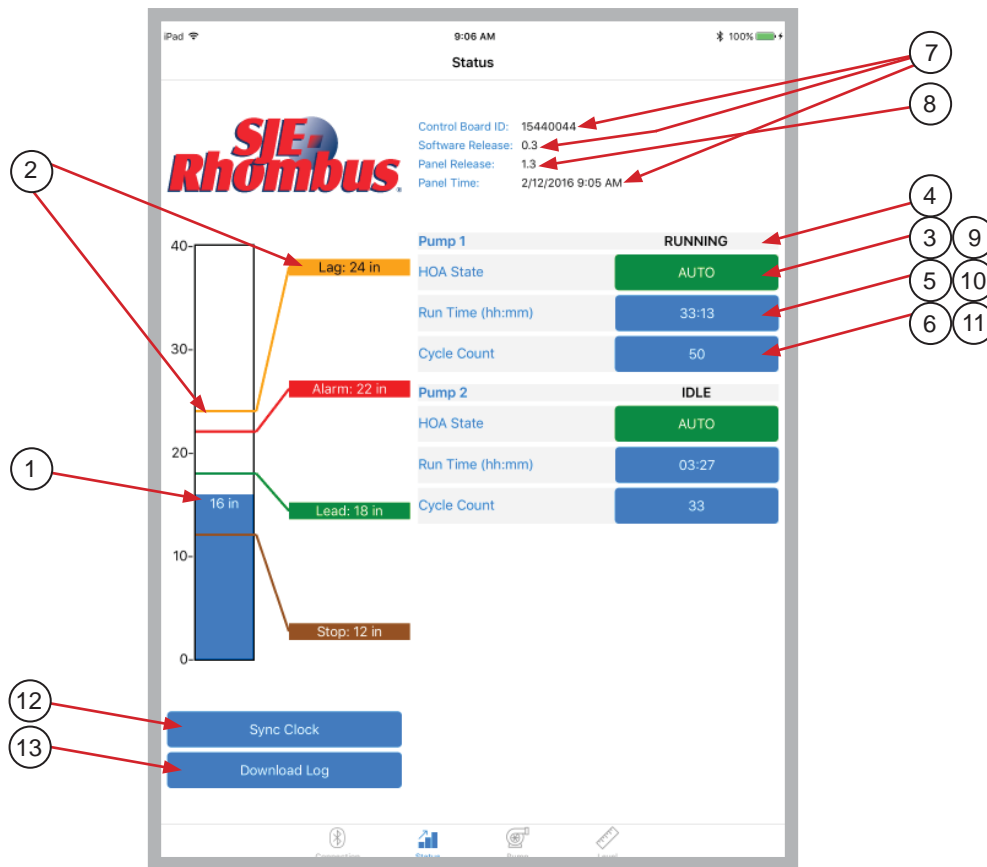 iPad 9:06 AM 100%
Status
SJE-
Rhombus.
Control Board ID: 15440044
Software Release: 0.3
Panel Release: 1.3
Panel Time: 2/12/2016 9:05 AM
7
8
2
1
12
13
4
3 9
5 10
6 11
40-
30-
20-
10-
0-
16 in
Lag: 24 in
Alarm: 22 in
Lead: 18 in
Stop: 12 in
Pump 1 RUNNING
HOA State AUTO
Run Time (hh:mm) 33:13
Cycle Count 50
Pump 2 IDLE
HOA State AUTO
Run Time (hh:mm) 03:27
Cycle Count 33
Sync Clock
Download Log
Connection Status Pump Level